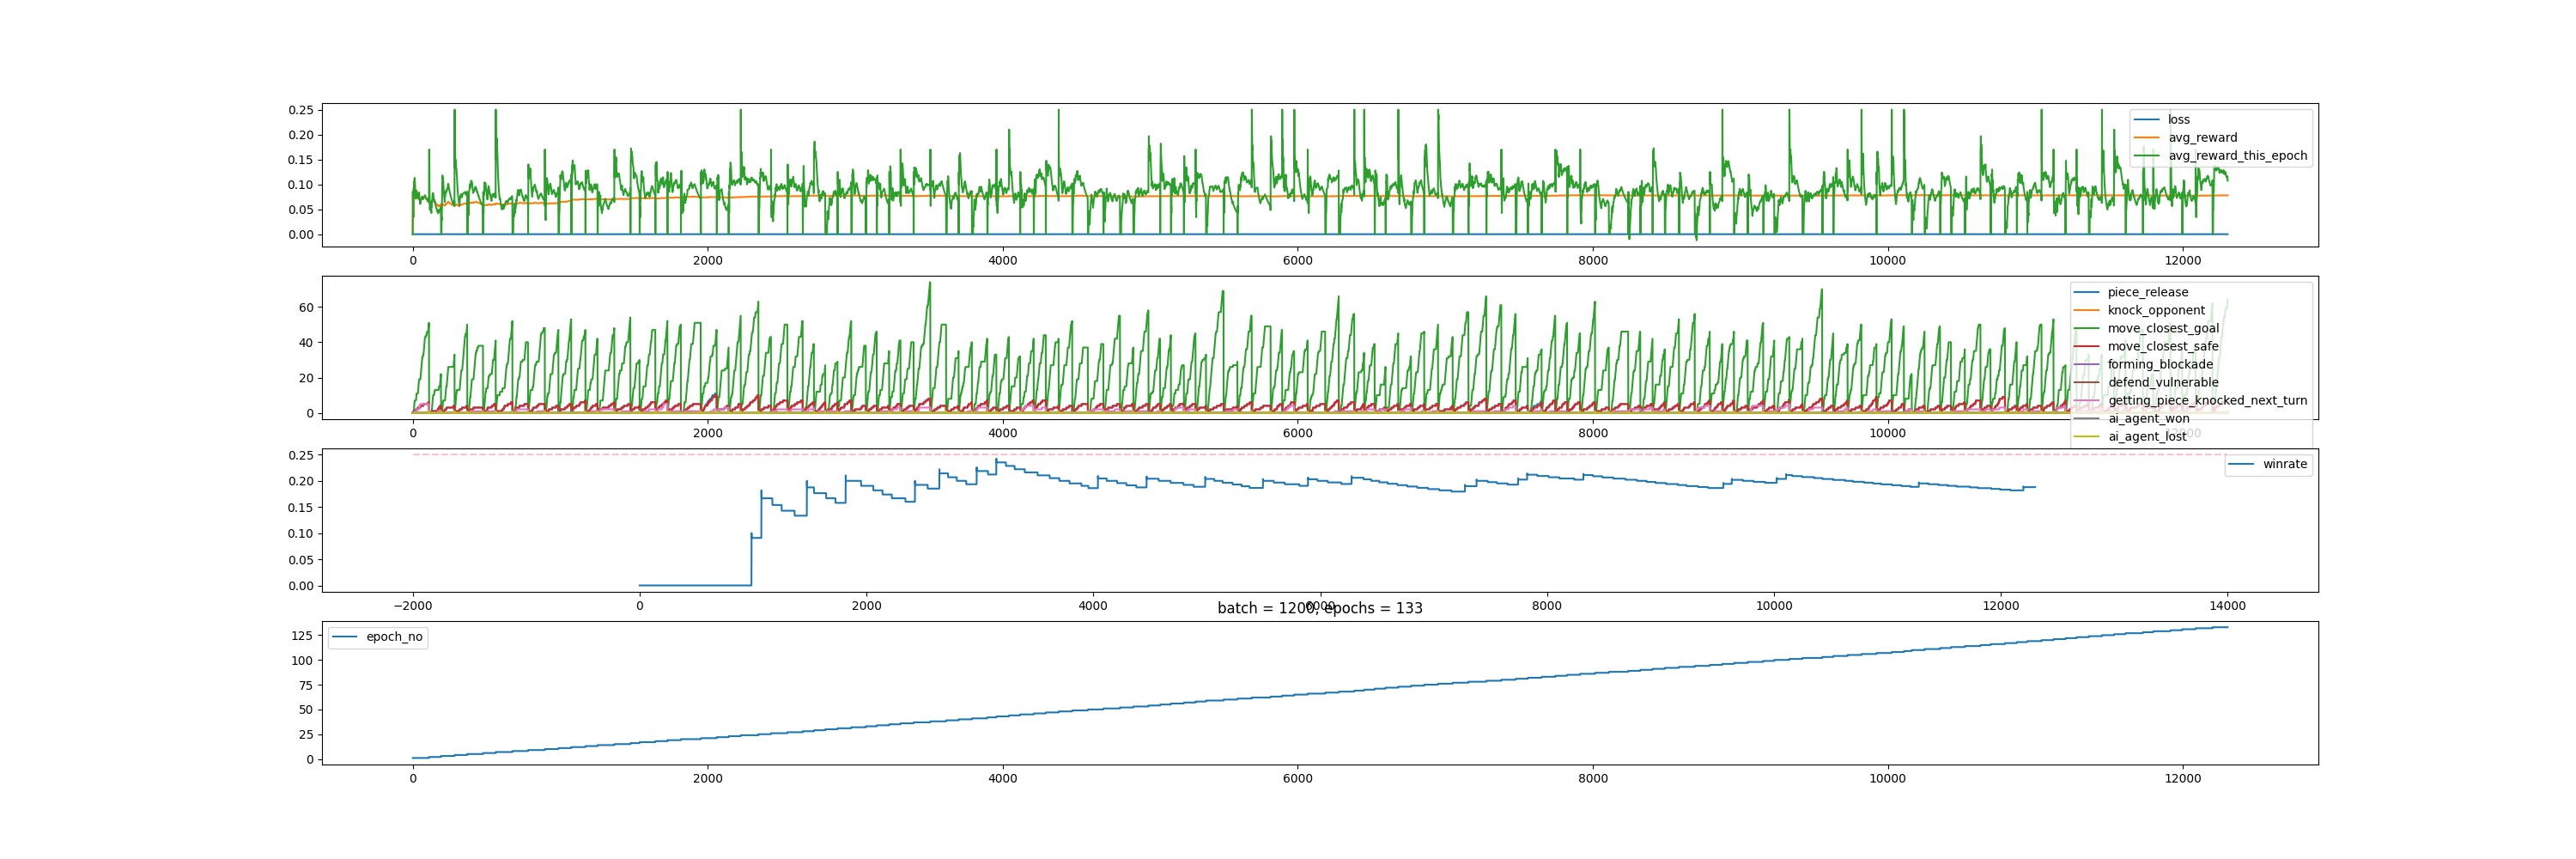 0.25
0.20
0.15
0.10
0.05
0.00
loss
avg_reward
avg_reward_this_epoch
0 2000 4000 6000 8000 10000 12000
60
40
20
0
piece_release
knock_opponent
move_closest_goal
move_closest_safe
forming_blockade
defend_vulnerable
getting_piece_knocked_next_turn
ai_agent_won
ai_agent_lost
0 2000 4000 6000 8000 10000 12000
0.25
0.20
0.15
0.10
0.05
0.00
winrate
−2000 0 2000 4000 6000 8000 10000 12000 14000
batch = 1200, epochs = 133
125
100
75
50
25
0
epoch_no
0 2000 4000 6000 8000 10000 12000